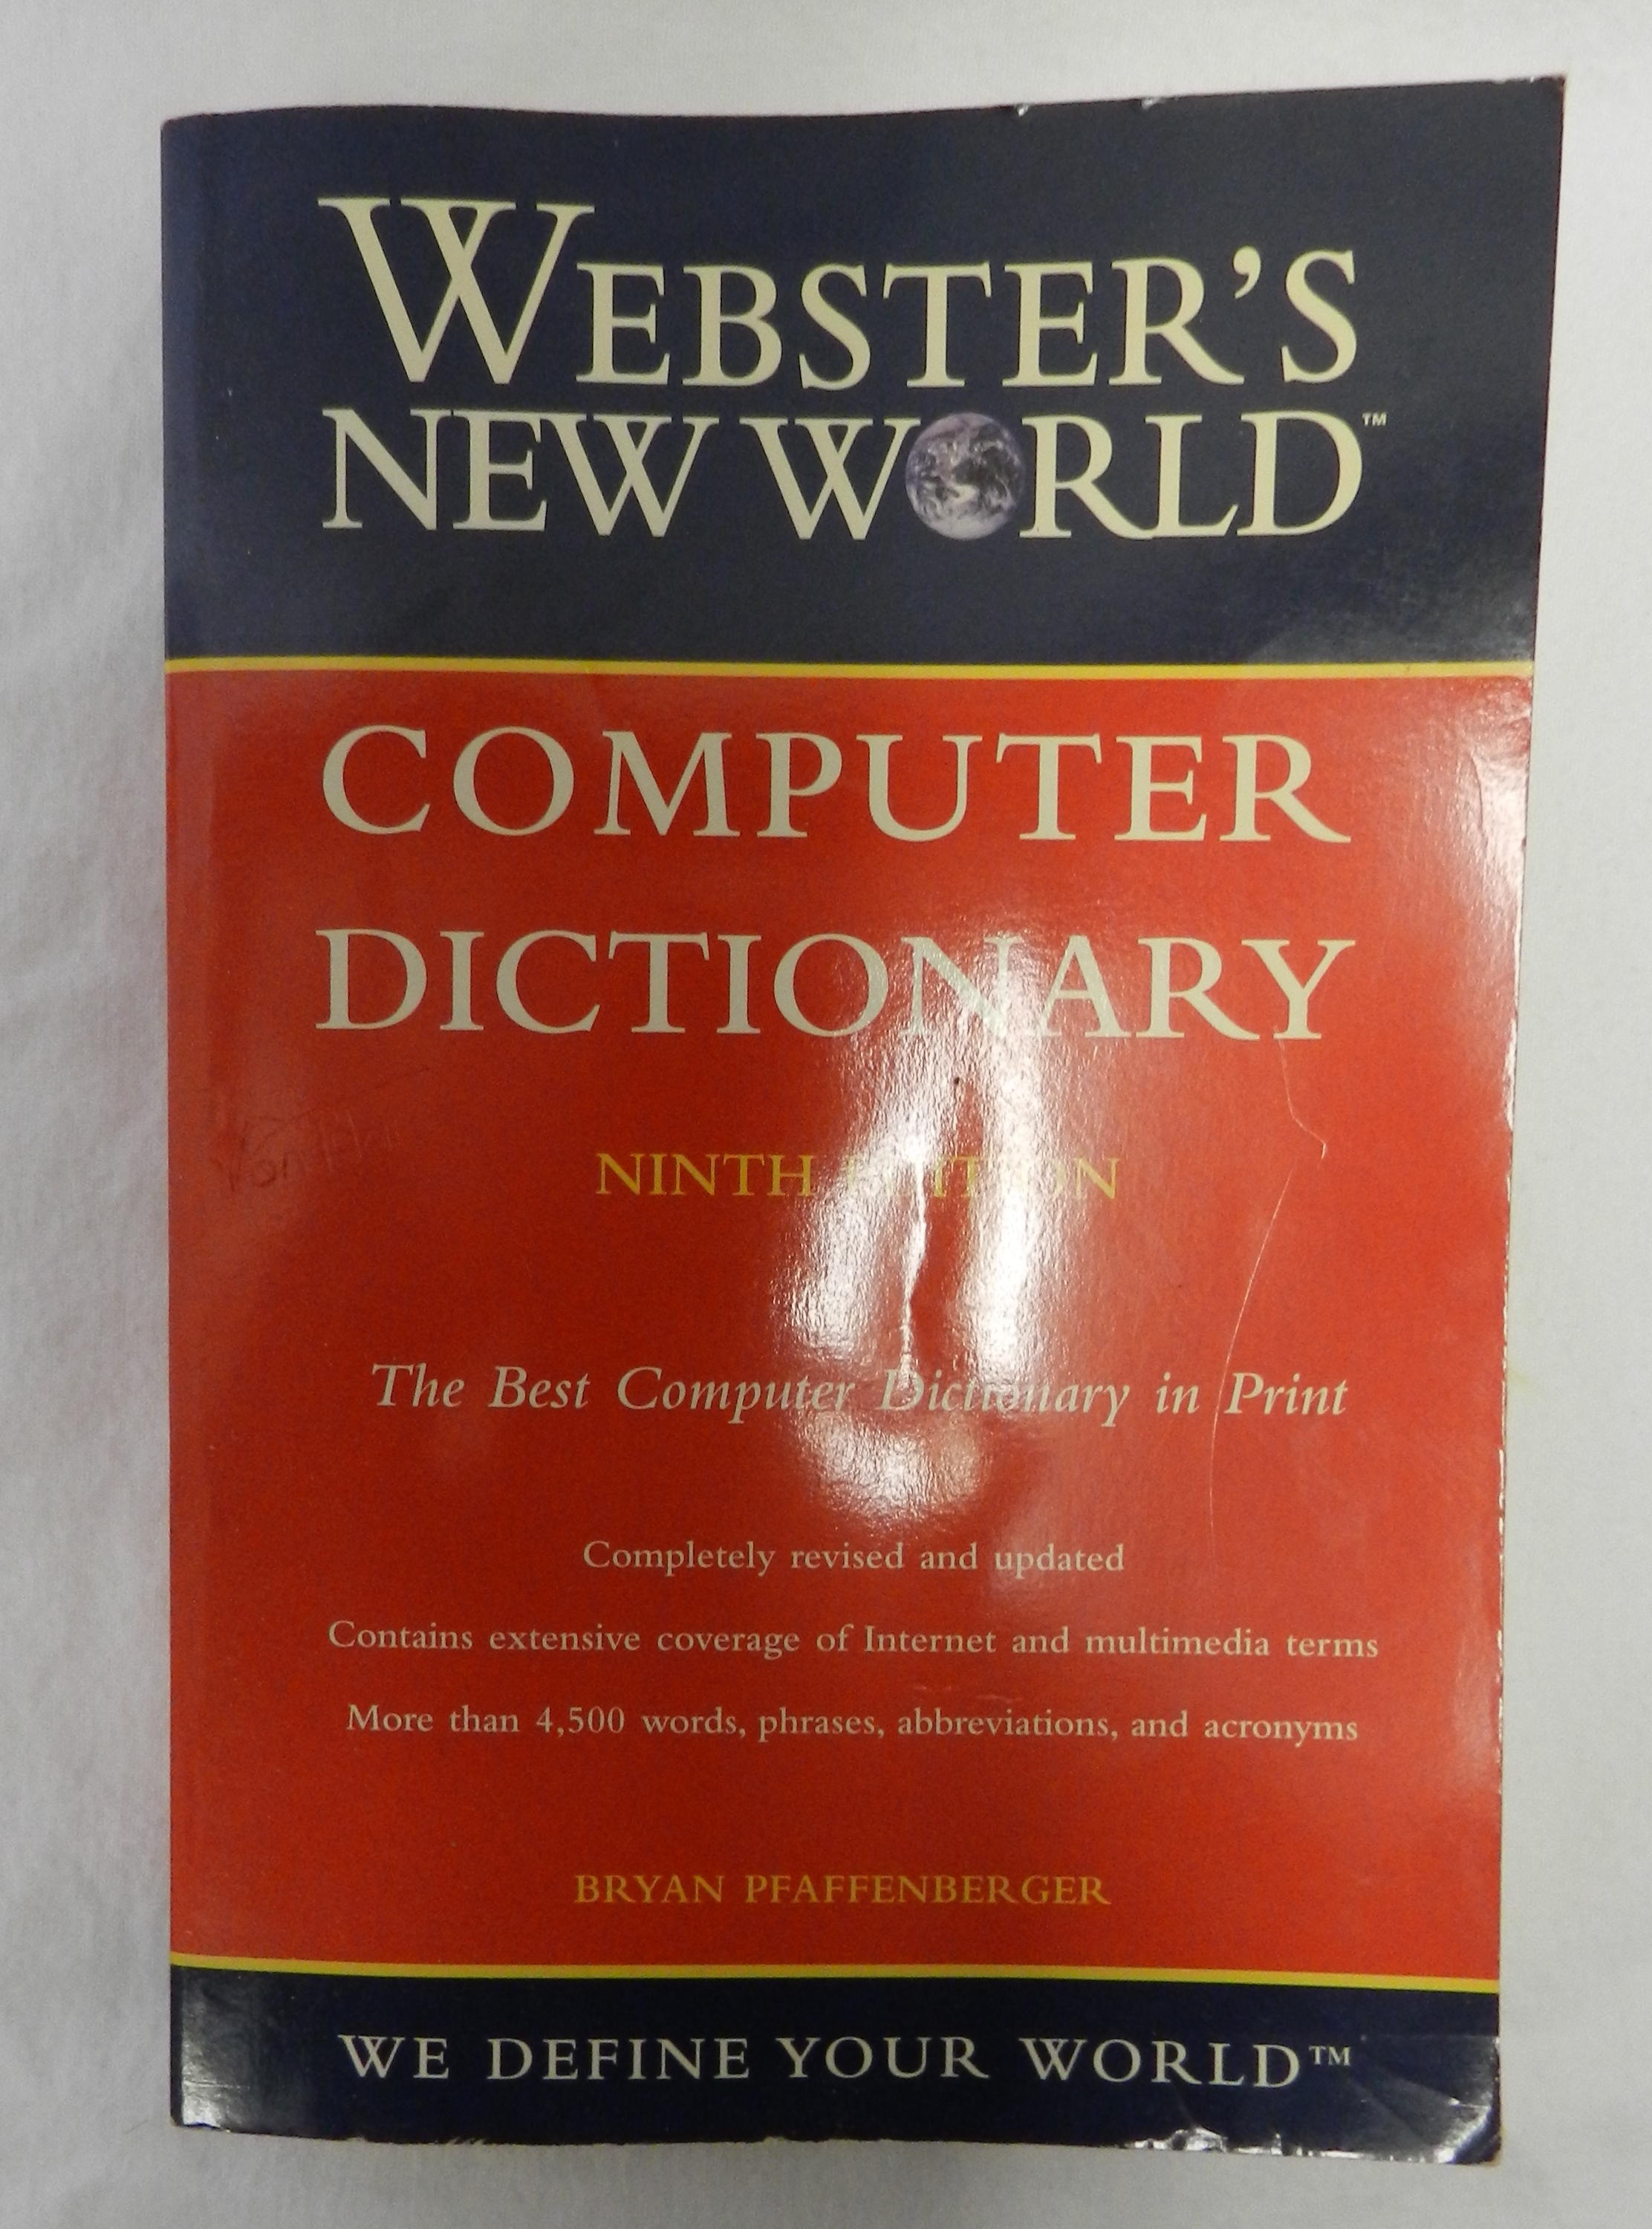 WEBSTER'S
NEW WORLD™
COMPUTER
DICTIONARY
NINTH EDITION
The Best Computer Dictionary in Print
Completely revised and updated
Contains extensive coverage of Internet and multimedia terms
More than 4,500 words, phrases, abbreviations, and acronyms
BRYAN PFAFFENBERGER
WE DEFINE YOUR WORLD™